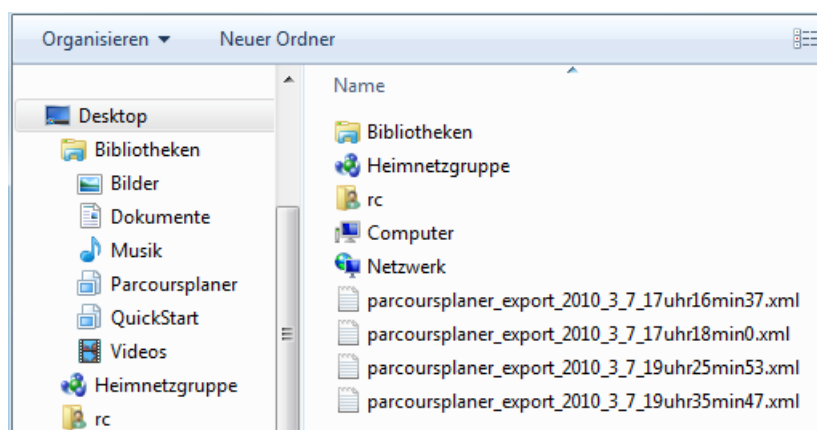 Organisieren Neuer Ordner
Desktop
Bibliotheken
Bilder
Dokumente
Musik
Parcoursplaner
QuickStart
Videos
Heimnetzgruppe
rc
Name
Bibliotheken
Heimnetzgruppe
rc
Computer
Netzwerk
parcoursplaner_export_2010_3_7_17uhr16min37.xml
parcoursplaner_export_2010_3_7_17uhr18min0.xml
parcoursplaner_export_2010_3_7_19uhr25min53.xml
parcoursplaner_export_2010_3_7_19uhr35min47.xml